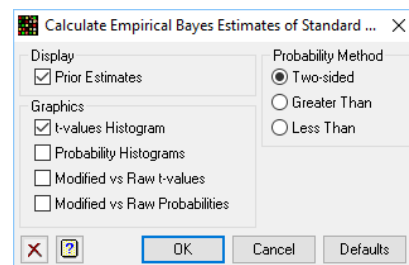 Calculate Empirical Bayes Estimates of Standard ...
Display
Prior Estimates
Graphics
t-values Histogram
Probability Histograms
Modified vs Raw t-values
Modified vs Raw Probabilities
Probability Method
Two-sided
Greater Than
Less Than
OK
Cancel
Defaults